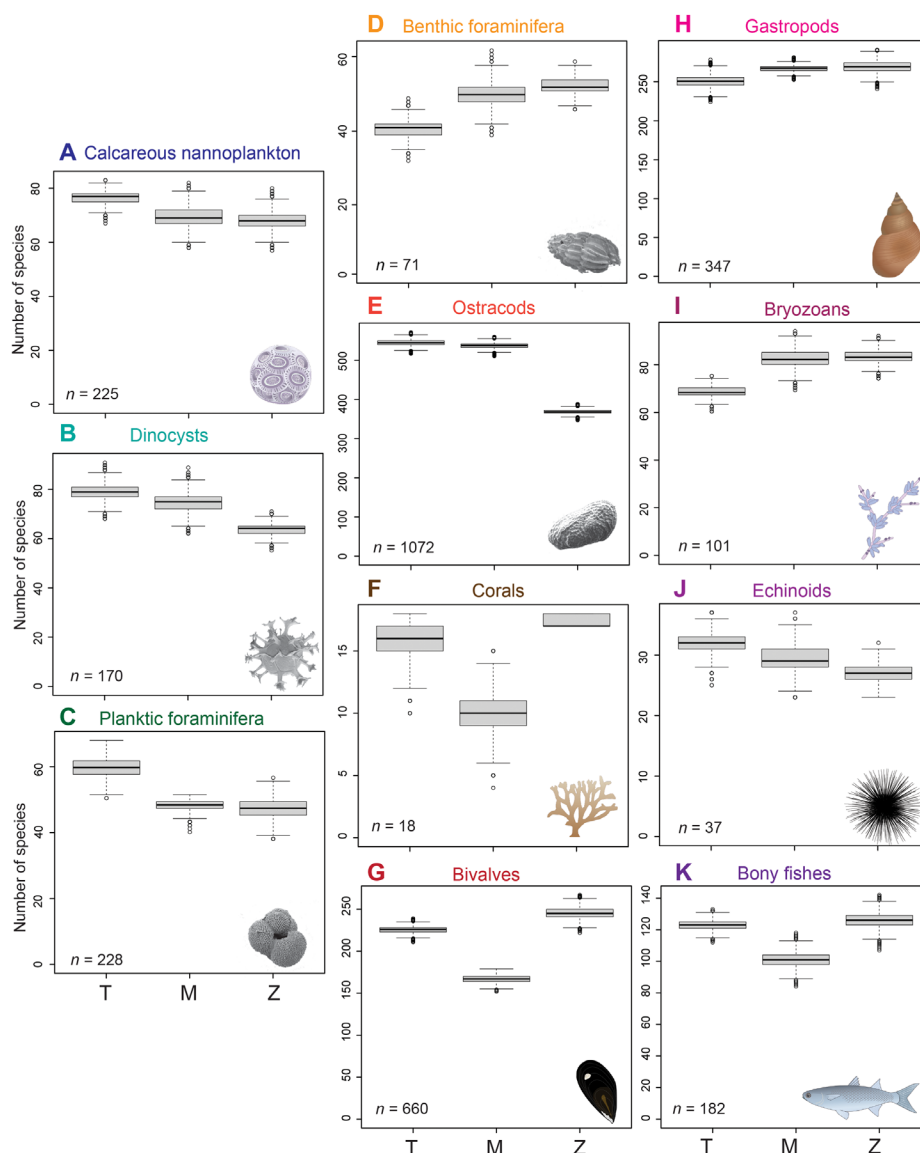 A Calcareous nannoplankton
Number of species
80
60
40
20
0
n = 225
B Dinocysts
Number of species
80
60
40
20
0
n = 170
C Planktic foraminifera
Number of species
60
40
20
0
n = 228
T M Z
D Benthic foraminifera
60
40
20
0
n = 71
E Ostracods
500
400
300
200
100
0
n = 1072
F Corals
15
10
5
0
n = 18
G Bivalves
250
200
150
100
50
0
n = 660
T M Z
H Gastropods
250
200
150
100
50
0
n = 347
I Bryozoans
80
60
40
20
0
n = 101
J Echinoids
30
20
10
0
n = 37
K Bony fishes
140
120
100
80
60
40
20
0
n = 182
T M Z